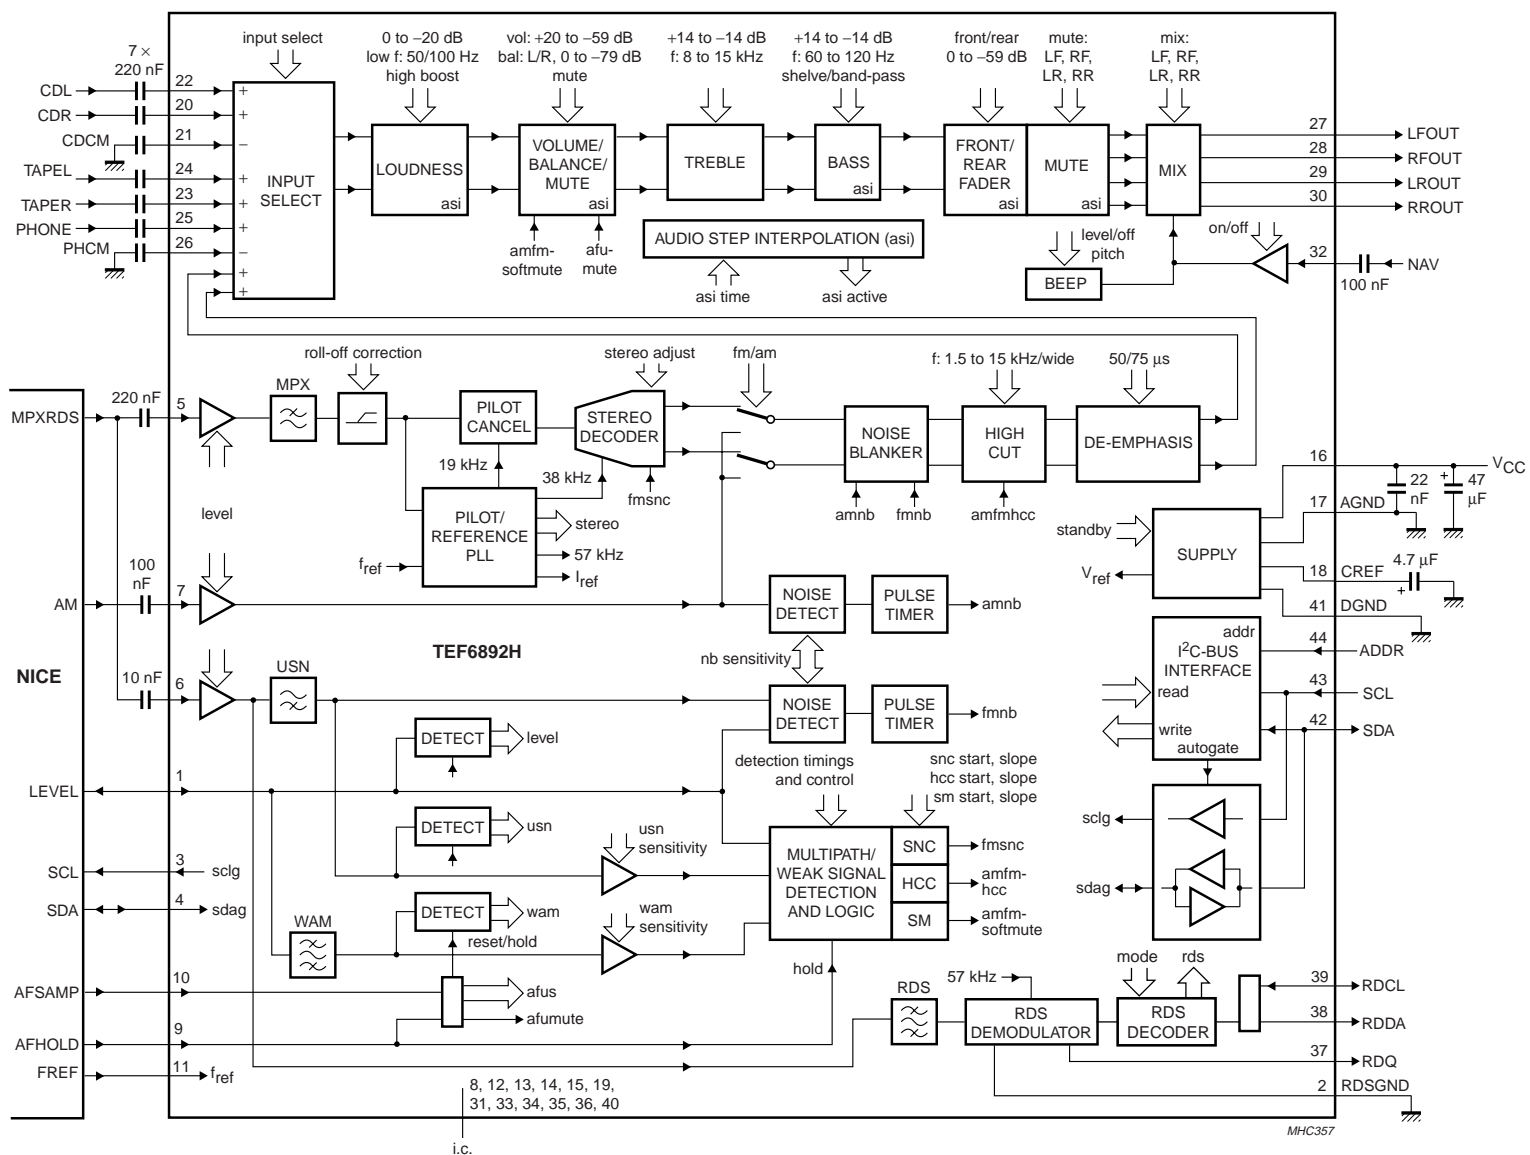 input select
0 to −20 dB
low f: 50/100 Hz
high boost
vol: +20 to −59 dB
bal: L/R, 0 to −79 dB
mute
+14 to −14 dB
f: 8 to 15 kHz
+14 to −14 dB
f: 60 to 120 Hz
shelve/band-pass
front/rear
0 to −59 dB
mute:
LF, RF,
LR, RR
mix:
LF, RF,
LR, RR
7 ×
220 nF
CDL
22
+
CDR
20
+
CDCM
21
−
TAPEL
24
+
TAPER
23
+
PHONE
25
+
PHCM
26
−
+
+
INPUT
SELECT
LOUDNESS
asi
VOLUME/
BALANCE/
MUTE
asi
TREBLE
BASS
asi
FRONT/
REAR
FADER
asi
MUTE
asi
MIX
27
LFOUT
28
RFOUT
29
LROUT
30
RROUT
amfm-
softmute
afu-
mute
AUDIO STEP INTERPOLATION (asi)
asi time
asi active
level/off
pitch
BEEP
on/off
32
NAV
100 nF
roll-off correction
stereo adjust
fm/am
f: 1.5 to 15 kHz/wide
50/75 μs
MPXRDS
220 nF
5
MPX
PILOT
CANCEL
STEREO
DECODER
NOISE
BLANKER
HIGH
CUT
DE-EMPHASIS
19 kHz
38 kHz
fmsnc
amnb
fmnb
amfmhcc
level
PILOT/
REFERENCE
PLL
stereo
57 kHz
Iref
fref
16
VCC
22
nF
+
47
μF
17
AGND
standby
SUPPLY
Vref
18
CREF
4.7 μF
+
41
DGND
100
nF
AM
7
NOISE
DETECT
PULSE
TIMER
amnb
TEF6892H
nb sensitivity
NICE
10 nF
6
USN
NOISE
DETECT
PULSE
TIMER
fmnb
addr
I2C-BUS
INTERFACE
read
write
autogate
44
ADDR
43
SCL
42
SDA
DETECT
level
LEVEL
1
detection timings
and control
snc start, slope
hcc start, slope
sm start, slope
DETECT
usn
usn
sensitivity
MULTIPATH/
WEAK SIGNAL
DETECTION
AND LOGIC
SNC
fmsnc
HCC
amfm-
hcc
SM
amfm-
softmute
sclg
sdag
SCL
3
sclg
SDA
4
sdag
WAM
DETECT
wam
reset/hold
wam
sensitivity
hold
AFSAMP
10
afus
afumute
AFHOLD
9
FREF
11
fref
RDS
57 kHz
RDS
DEMODULATOR
mode
rds
RDS
DECODER
39
RDCL
38
RDDA
37
RDQ
2
RDSGND
8, 12, 13, 14, 15, 19,
31, 33, 34, 35, 36, 40
i.c.
MHC357